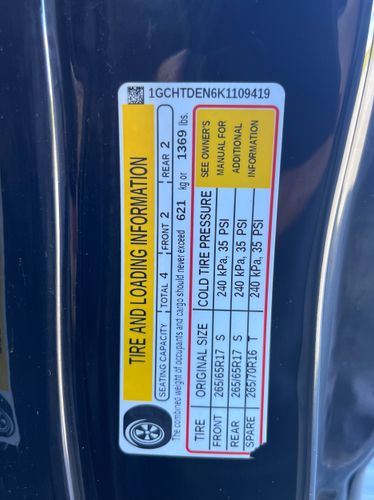 1GCHTDEN6K1109419
TIRE AND LOADING INFORMATION
SEATING CAPACITY TOTAL 4 FRONT 2 REAR 2
The combined weight of occupants and cargo should never exceed 621 kg or 1369 lbs.
TIRE ORIGINAL SIZE COLD TIRE PRESSURE
FRONT 265/65R17 S 240 kPa, 35 PSI
REAR 265/65R17 S 240 kPa, 35 PSI
SPARE 265/70R16 T 240 kPa, 35 PSI
SEE OWNER'S
MANUAL FOR
ADDITIONAL
INFORMATION